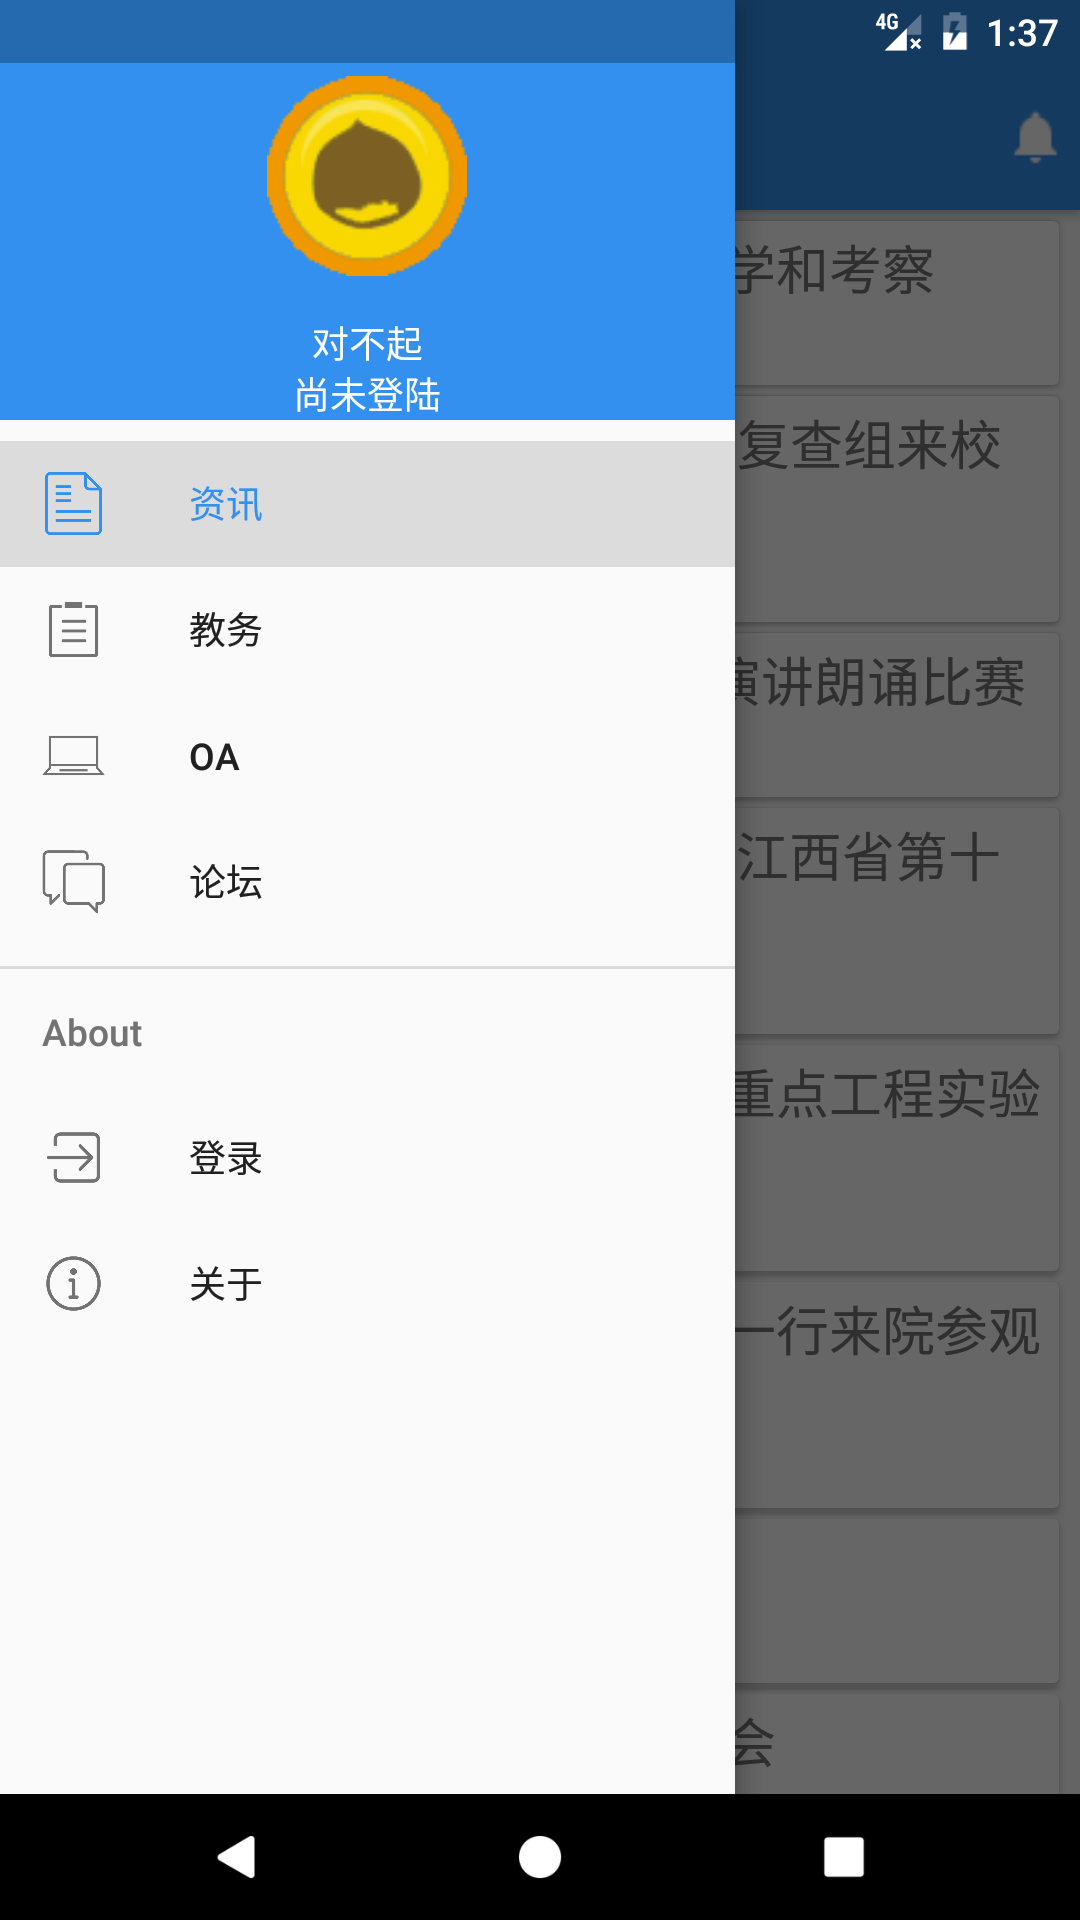 4G
1:37
对不起
尚未登陆
资讯
教务
OA
论坛
About
登录
关于
学和考察
复查组来校
演讲朗诵比赛
江西省第十
重点工程实验
一行来院参观
会